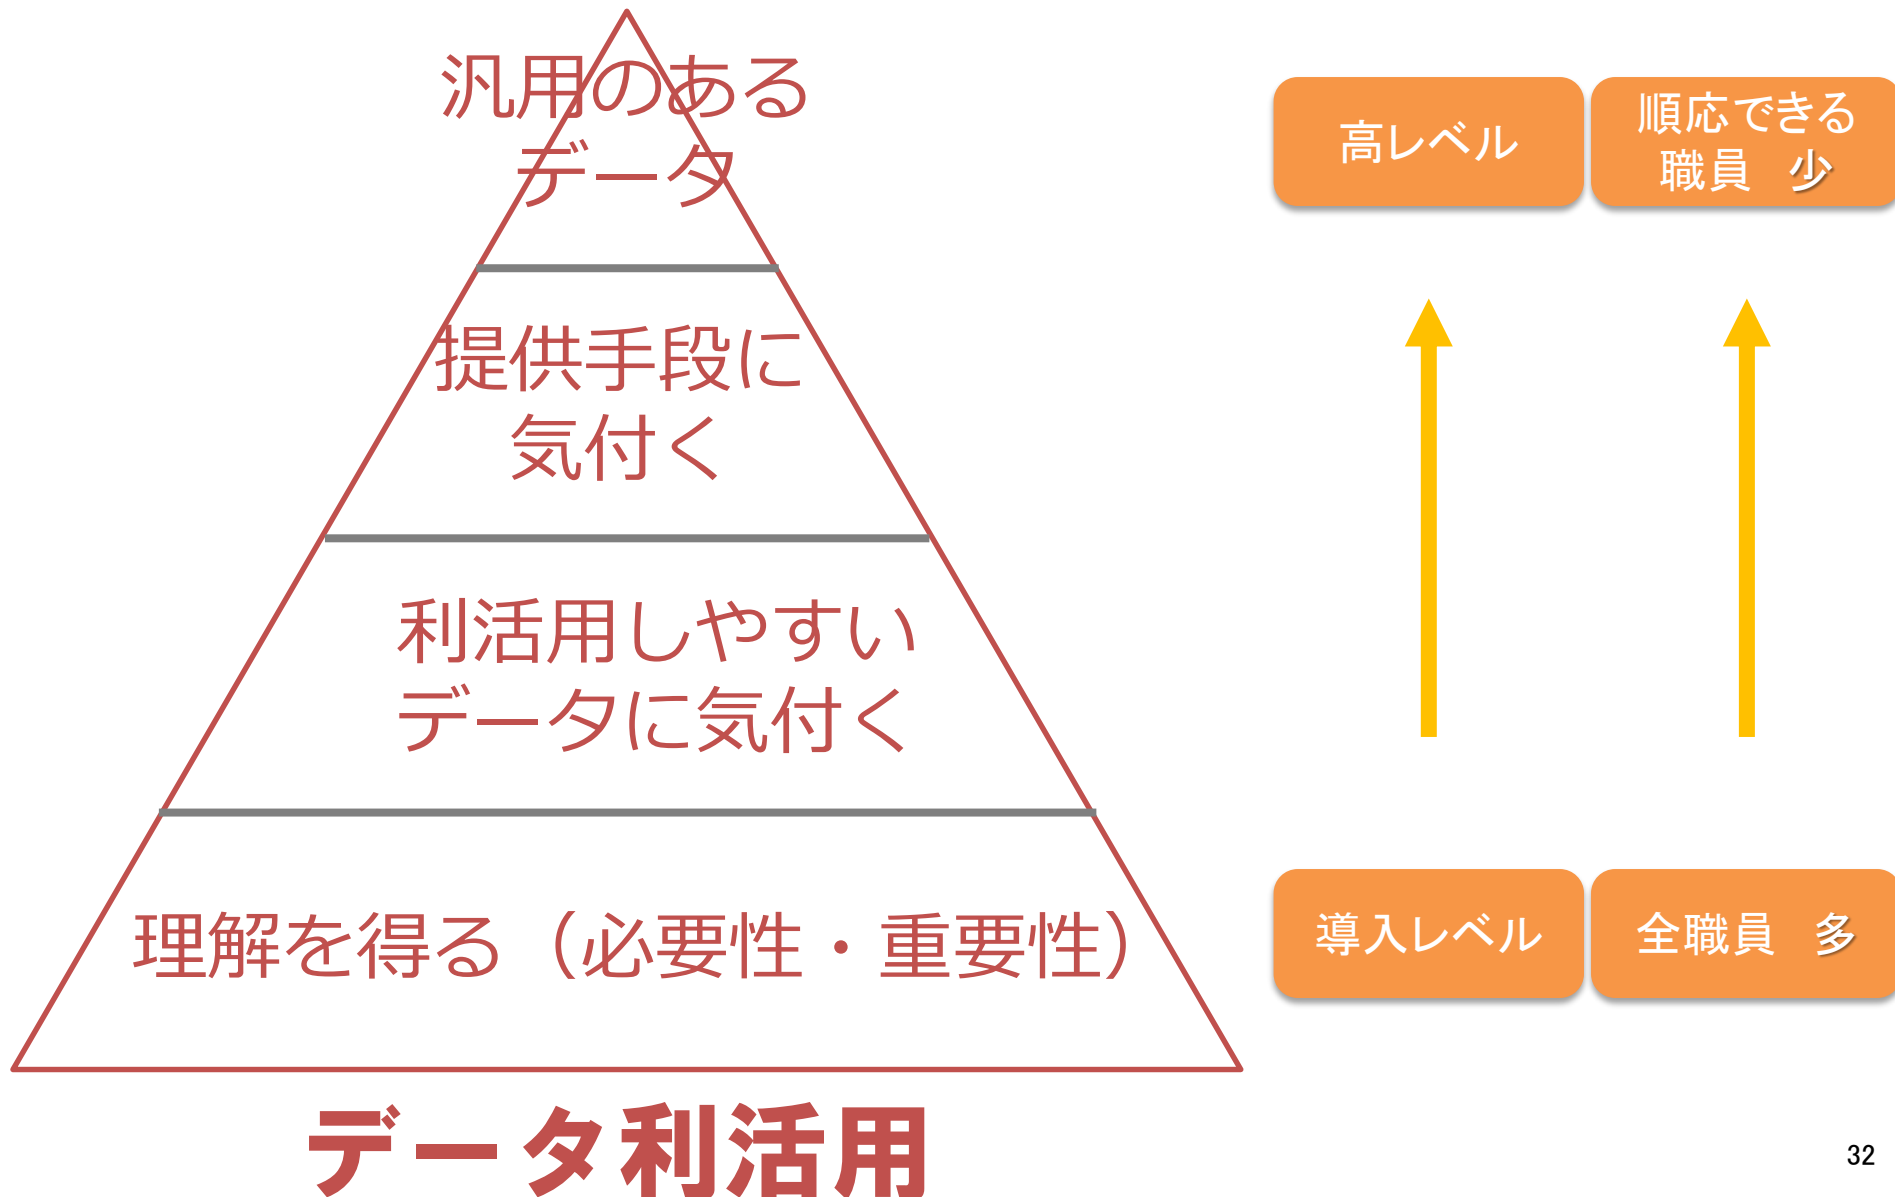 汎用のある
データ
提供手段に
気付く
利活用しやすい
データに気付く
理解を得る（必要性・重要性）
データ利活用
高レベル
順応できる
職員　少
導入レベル
全職員　多
32